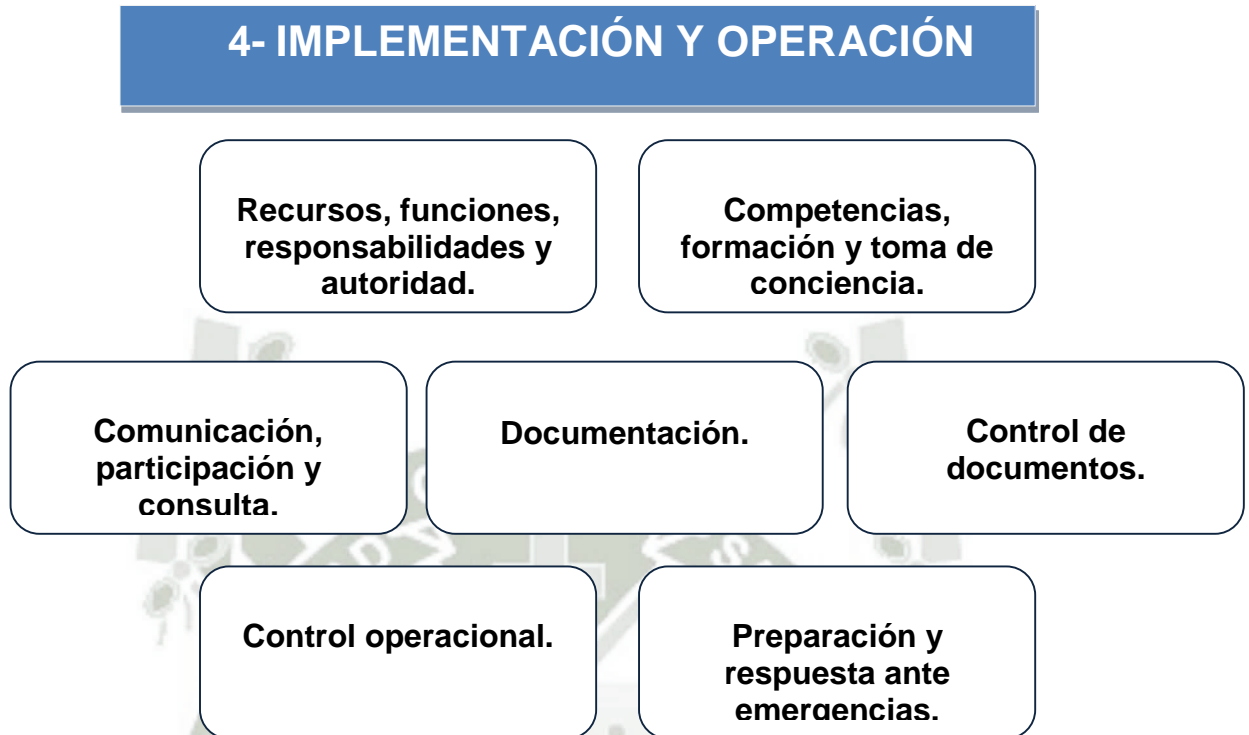 4- IMPLEMENTACIÓN Y OPERACIÓN
Recursos, funciones,
responsabilidades y
autoridad.
Competencias,
formación y toma de
conciencia.
Comunicación,
participación y
consulta.
Documentación.
Control de
documentos.
Control operacional.
Preparación y
respuesta ante
emergencias.